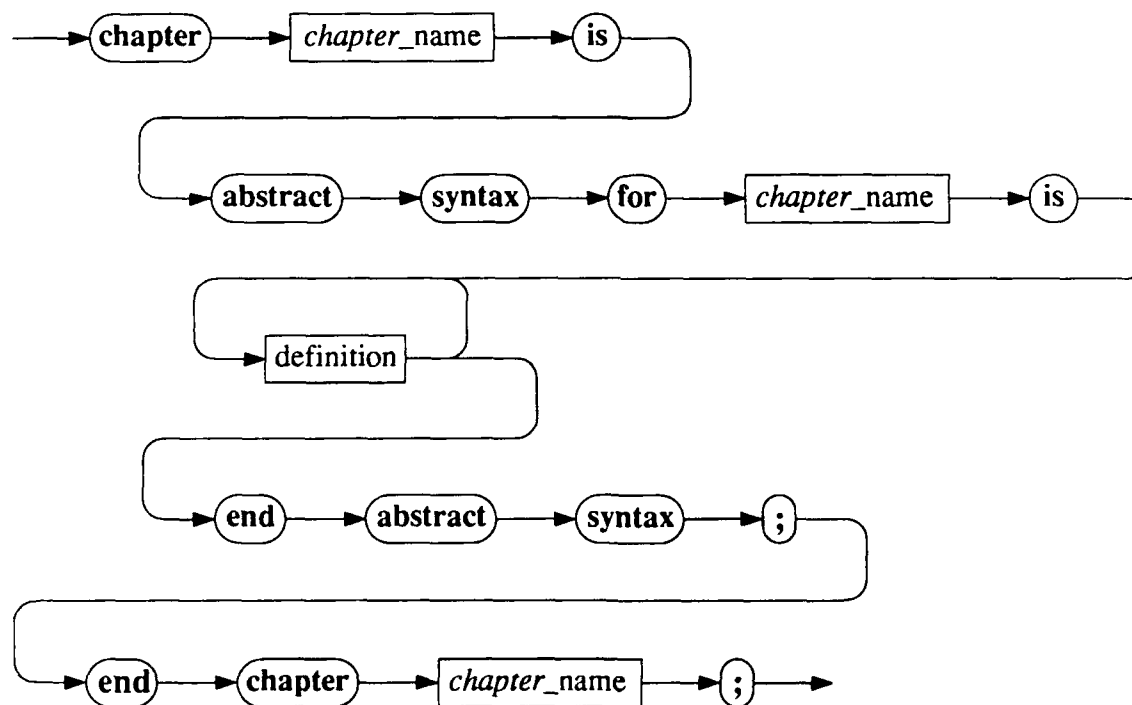 chapter chapter_name is
abstract syntax for chapter_name is
definition
end abstract syntax ;
end chapter chapter_name ;